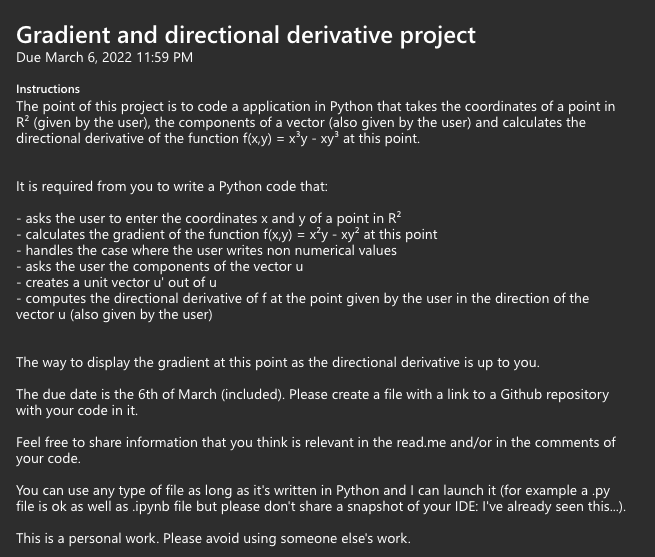 Gradient and directional derivative project
Due March 6, 2022 11:59 PM
Instructions
The point of this project is to code a application in Python that takes the coordinates of a point in
R² (given by the user), the components of a vector (also given by the user) and calculates the
directional derivative of the function f(x,y) = x³y - xy³ at this point.
It is required from you to write a Python code that:
- asks the user to enter the coordinates x and y of a point in R²
- calculates the gradient of the function f(x,y) = x²y - xy² at this point
- handles the case where the user writes non numerical values
- asks the user the components of the vector u
- creates a unit vector u' out of u
- computes the directional derivative of f at the point given by the user in the direction of the
vector u (also given by the user)
The way to display the gradient at this point as the directional derivative is up to you.
The due date is the 6th of March (included). Please create a file with a link to a Github repository
with your code in it.
Feel free to share information that you think is relevant in the read.me and/or in the comments of
your code.
You can use any type of file as long as it's written in Python and I can launch it (for example a .py
file is ok as well as .ipynb file but please don't share a snapshot of your IDE: I've already seen this...).
This is a personal work. Please avoid using someone else's work.